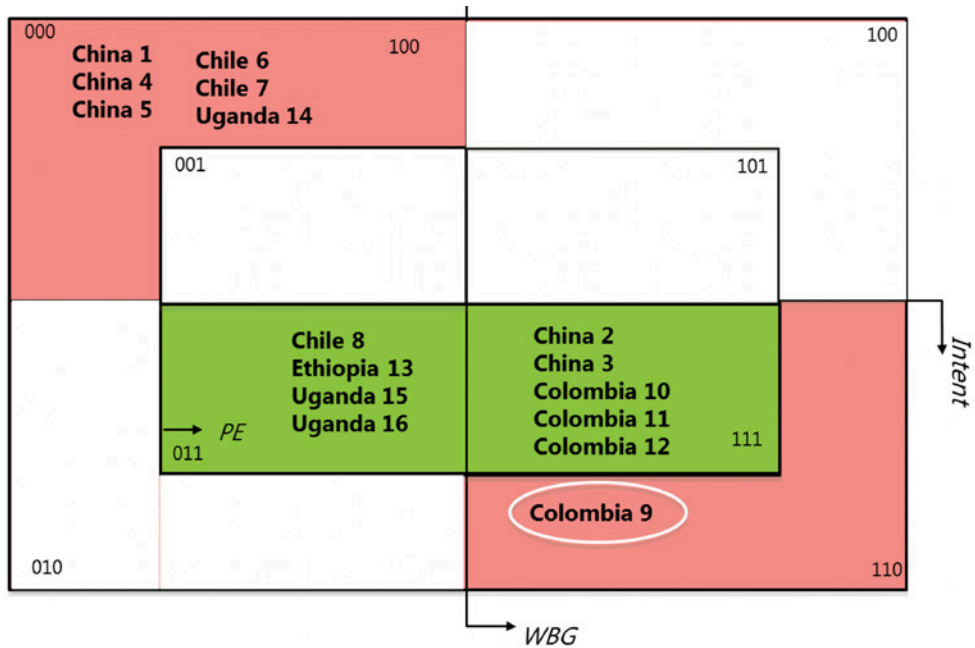 000
100
100
China 1
China 4
China 5
Chile 6
Chile 7
Uganda 14
001
101
Chile 8
Ethiopia 13
Uganda 15
Uganda 16
China 2
China 3
Colombia 10
Colombia 11
Colombia 12
Intent
PE
011
111
Colombia 9
010
110
WBG